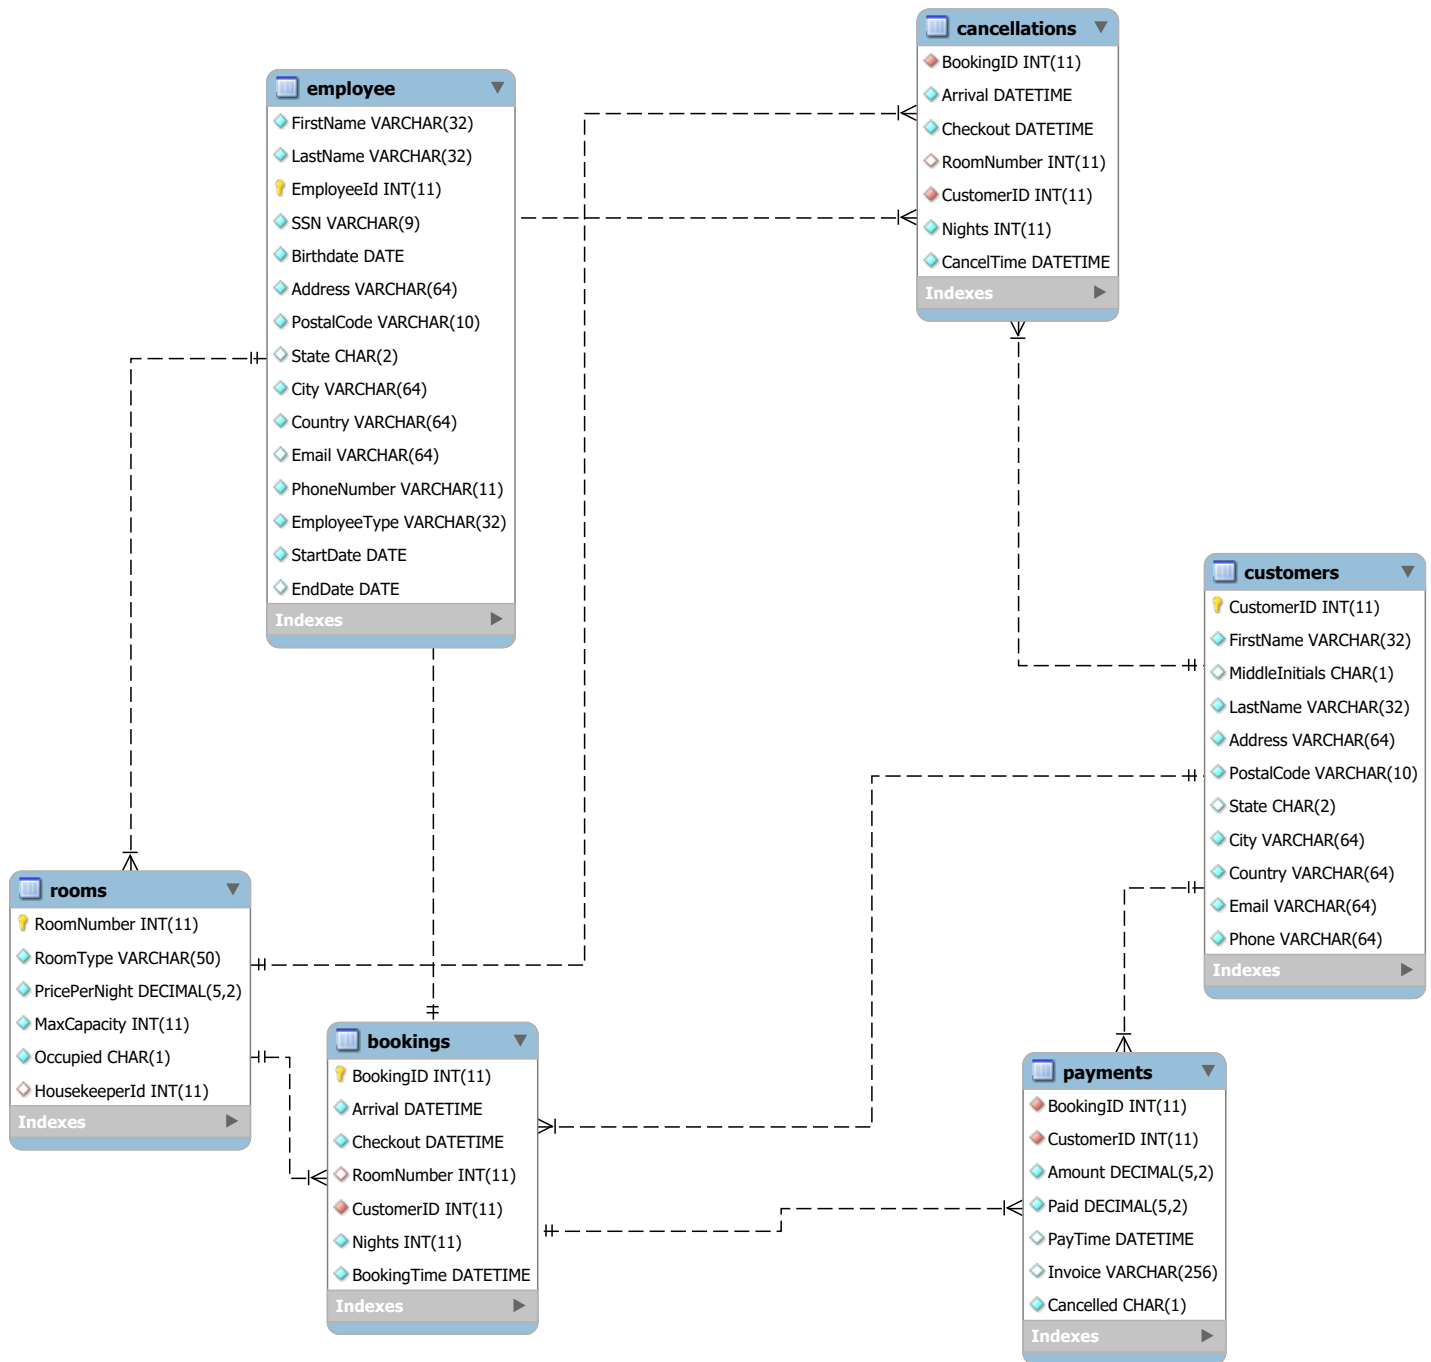 cancellations
BookingID INT(11)
Arrival DATETIME
Checkout DATETIME
RoomNumber INT(11)
CustomerID INT(11)
Nights INT(11)
CancelTime DATETIME
Indexes
employee
FirstName VARCHAR(32)
LastName VARCHAR(32)
EmployeeId INT(11)
SSN VARCHAR(9)
Birthdate DATE
Address VARCHAR(64)
PostalCode VARCHAR(10)
State CHAR(2)
City VARCHAR(64)
Country VARCHAR(64)
Email VARCHAR(64)
PhoneNumber VARCHAR(11)
EmployeeType VARCHAR(32)
StartDate DATE
EndDate DATE
Indexes
customers
CustomerID INT(11)
FirstName VARCHAR(32)
MiddleInitials CHAR(1)
LastName VARCHAR(32)
Address VARCHAR(64)
PostalCode VARCHAR(10)
State CHAR(2)
City VARCHAR(64)
Country VARCHAR(64)
Email VARCHAR(64)
Phone VARCHAR(64)
Indexes
rooms
RoomNumber INT(11)
RoomType VARCHAR(50)
PricePerNight DECIMAL(5,2)
MaxCapacity INT(11)
Occupied CHAR(1)
HousekeeperId INT(11)
Indexes
bookings
BookingID INT(11)
Arrival DATETIME
Checkout DATETIME
RoomNumber INT(11)
CustomerID INT(11)
Nights INT(11)
BookingTime DATETIME
Indexes
payments
BookingID INT(11)
CustomerID INT(11)
Amount DECIMAL(5,2)
Paid DECIMAL(5,2)
PayTime DATETIME
Invoice VARCHAR(256)
Cancelled CHAR(1)
Indexes